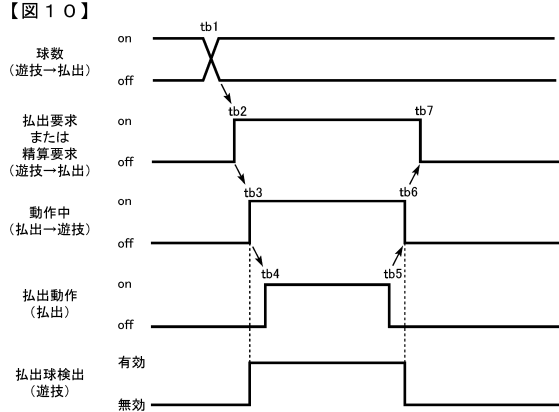 【図１０】
tb1
球数
（遊技→払出）
on
off
tb2
tb7
払出要求
または
精算要求
（遊技→払出）
on
off
tb3
tb6
動作中
（払出→遊技）
on
off
tb4
tb5
払出動作
（払出）
on
off
払出球検出
（遊技）
有効
無効